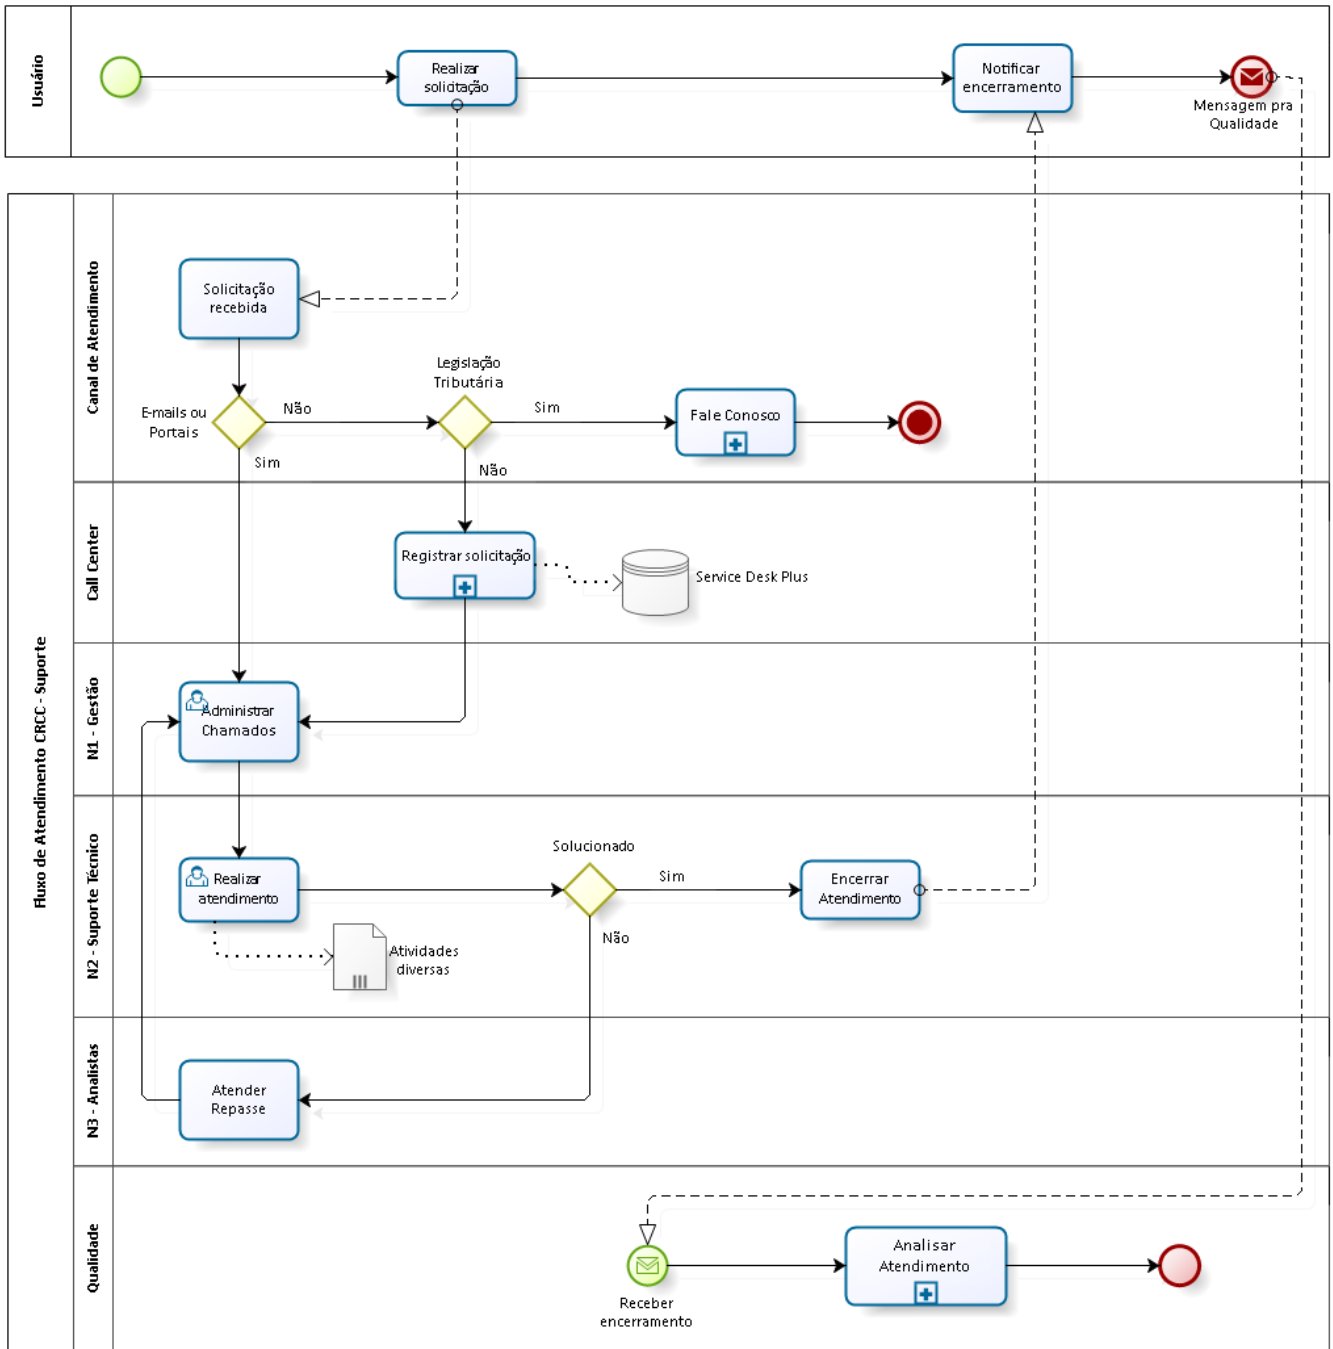 Usuário
Realizar
solicitação
Notificar
encerramento
Mensagem pra
Qualidade
Fluxo de Atendimento CRCC - Suporte
Canal de Atendimento
Solicitação
recebida
E-mails ou
Portais
Não
Sim
Legislação
Tributária
Sim
Não
Fale Conosco
Call Center
Registrar solicitação
Service Desk Plus
N1 - Gestão
Administrar
Chamados
N2 - Suporte Técnico
Realizar
atendimento
Atividades
diversas
Solucionado
Sim
Não
Encerrar
Atendimento
N3 - Analistas
Atender
Repasse
Qualidade
Receber
encerramento
Analisar
Atendimento